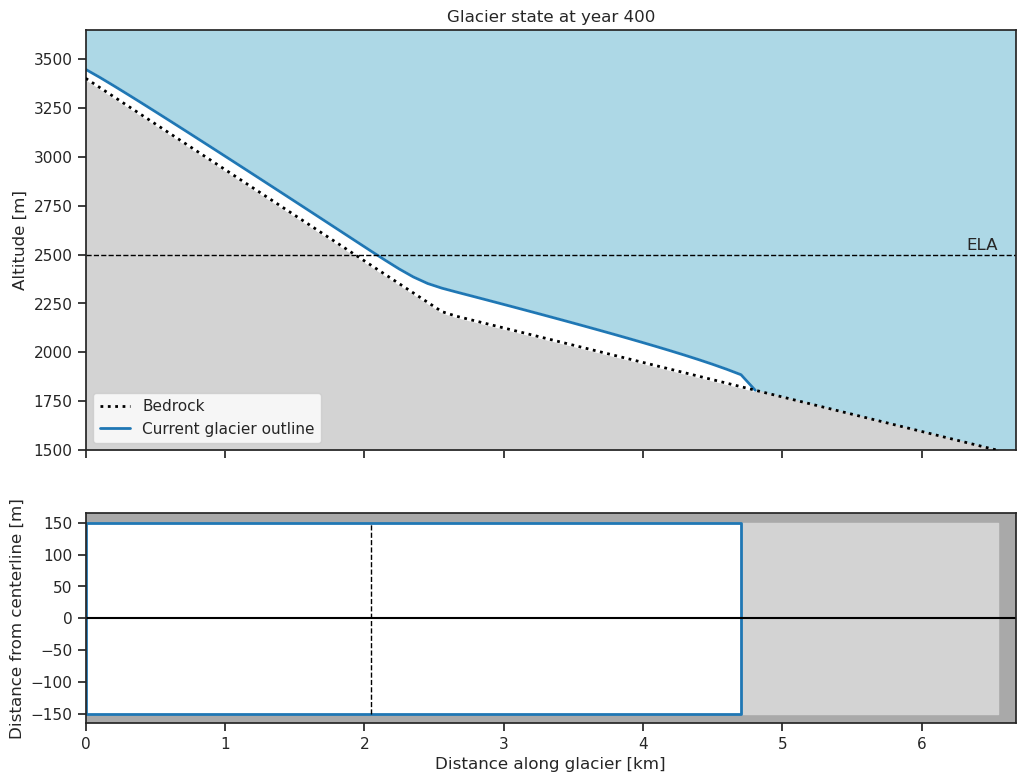 Glacier state at year 400
Altitude [m]
3500
3250
3000
2750
2500
2250
2000
1750
1500
ELA
Bedrock
Current glacier outline
Distance from centerline [m]
150
100
50
0
−50
−100
−150
0 1 2 3 4 5 6
Distance along glacier [km]